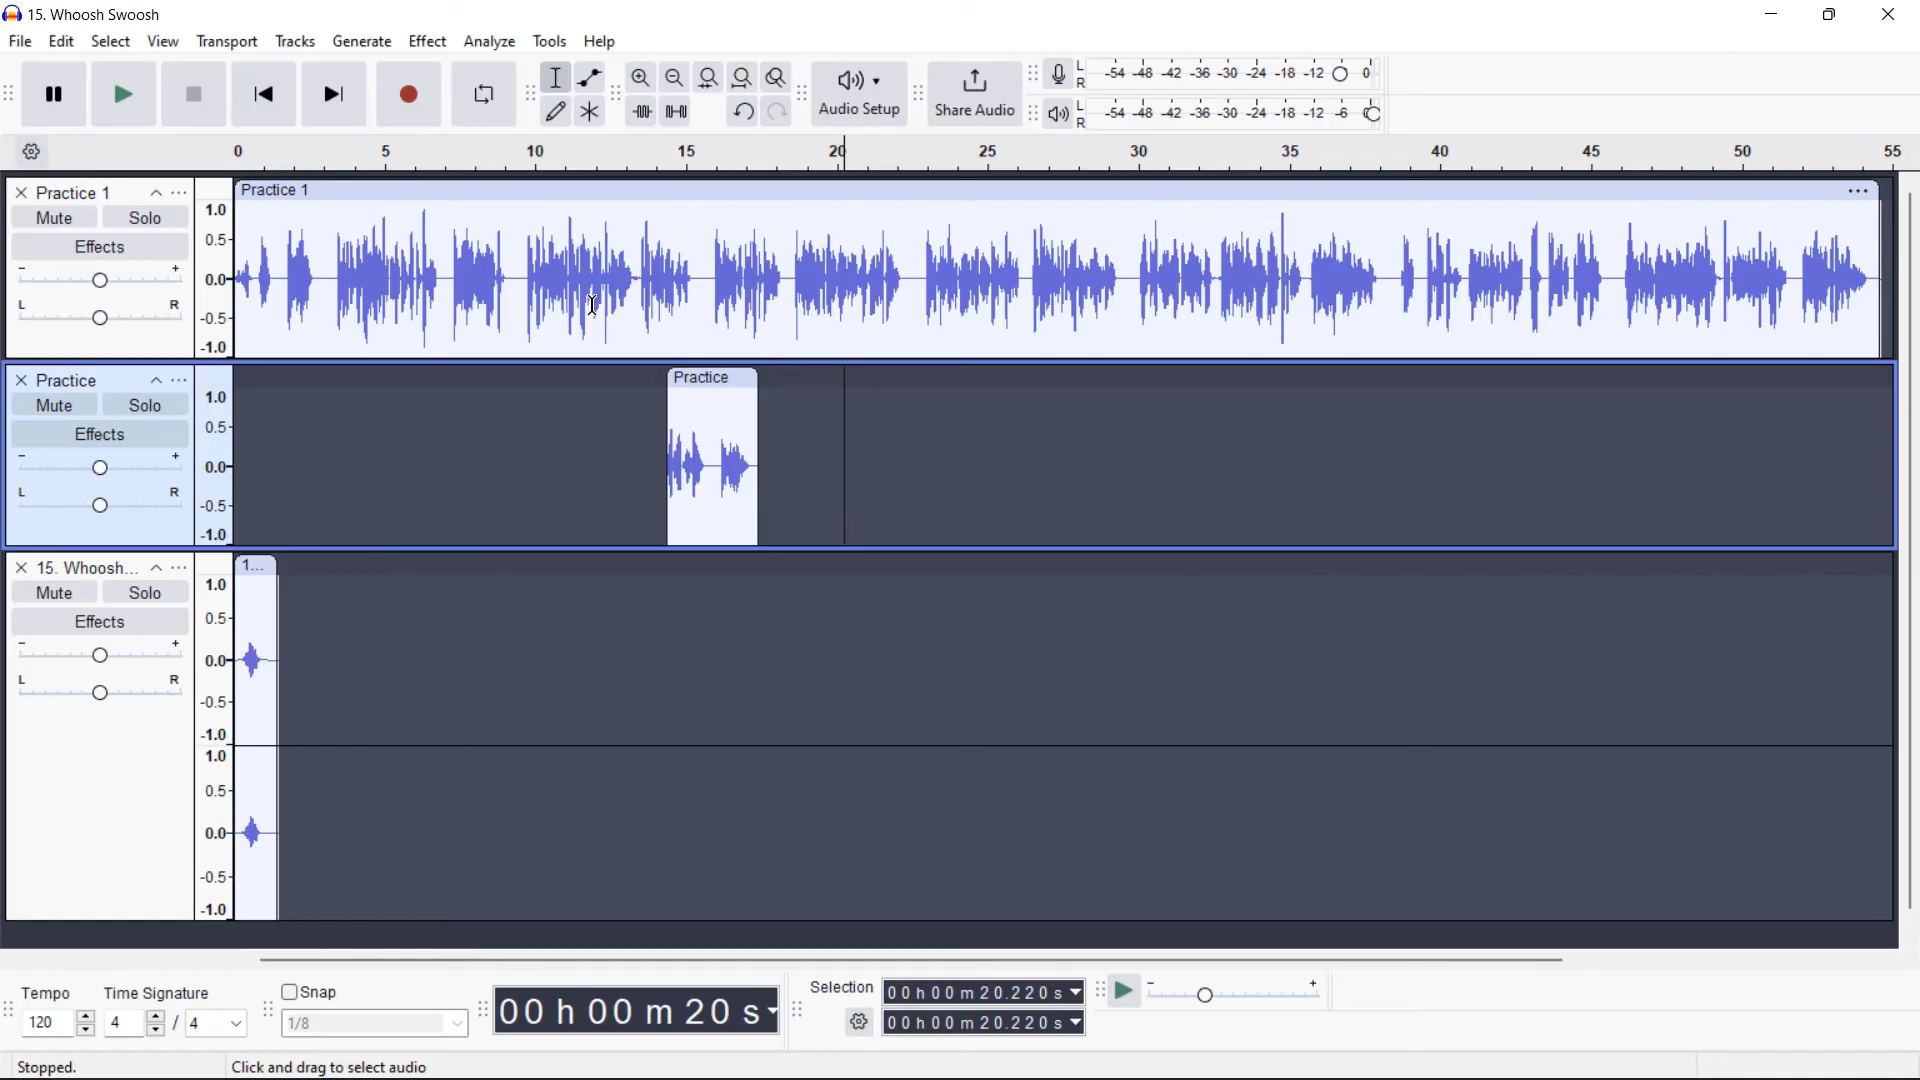 15. Whoosh Swoosh
File Edit Select View Transport Tracks Generate Effect Analyze Tools Help
Audio Setup
Share Audio
L R -54 -48 -42 -36 -30 -24 -18 -12 0
L R -54 -48 -42 -36 -30 -24 -18 -12 -6
0 5 10 15 20 25 30 35 40 45 50 55
Practice 1
Mute Solo
Effects
- +
L R
1.0
0.5
0.0
-0.5
-1.0
Practice 1
Practice
Mute Solo
Effects
- +
L R
1.0
0.5
0.0
-0.5
-1.0
Practice
15. Whoosh...
Mute Solo
Effects
- +
L R
1.0
0.5
0.0
-0.5
-1.0
1.0
0.5
0.0
-0.5
-1.0
1...
Tempo
120
Time Signature
4 / 4
Snap
1/8
00 h 00 m 20 s
Selection
00 h 00 m 20.220 s
00 h 00 m 20.220 s
- +
Stopped.
Click and drag to select audio